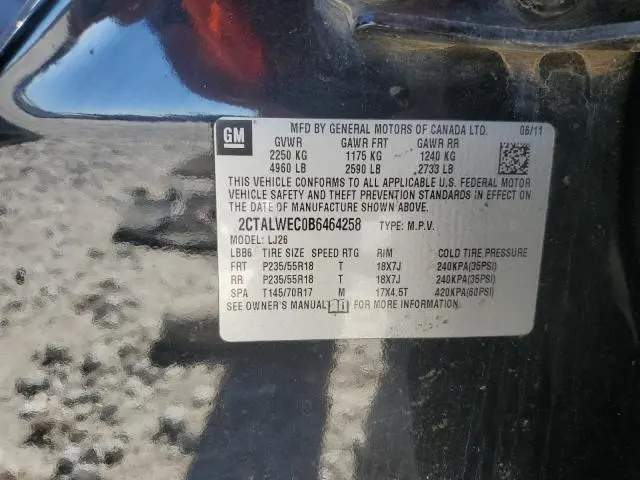 GM
MFD BY GENERAL MOTORS OF CANADA LTD. 06/11
GVWR GAWR FRT GAWR RR
2250 KG 1175 KG 1240 KG
4960 LB 2590 LB 2733 LB
THIS VEHICLE CONFORMS TO ALL APPLICABLE U.S. FEDERAL MOTOR
VEHICLE SAFETY AND THEFT PREVENTION STANDARDS IN EFFECT ON
THE DATE OF MANUFACTURE SHOWN ABOVE.
2CTALWEC0B6464258 TYPE: M.P.V.
MODEL: LJ26
LBB6 TIRE SIZE SPEED RTG RIM COLD TIRE PRESSURE
FRT P235/55R18 T 18X7J 240KPA(35PSI)
RR P235/55R18 T 18X7J 240KPA(35PSI)
SPA T145/70R17 M 17X4.5T 420KPA(60PSI)
SEE OWNER'S MANUAL FOR MORE INFORMATION.